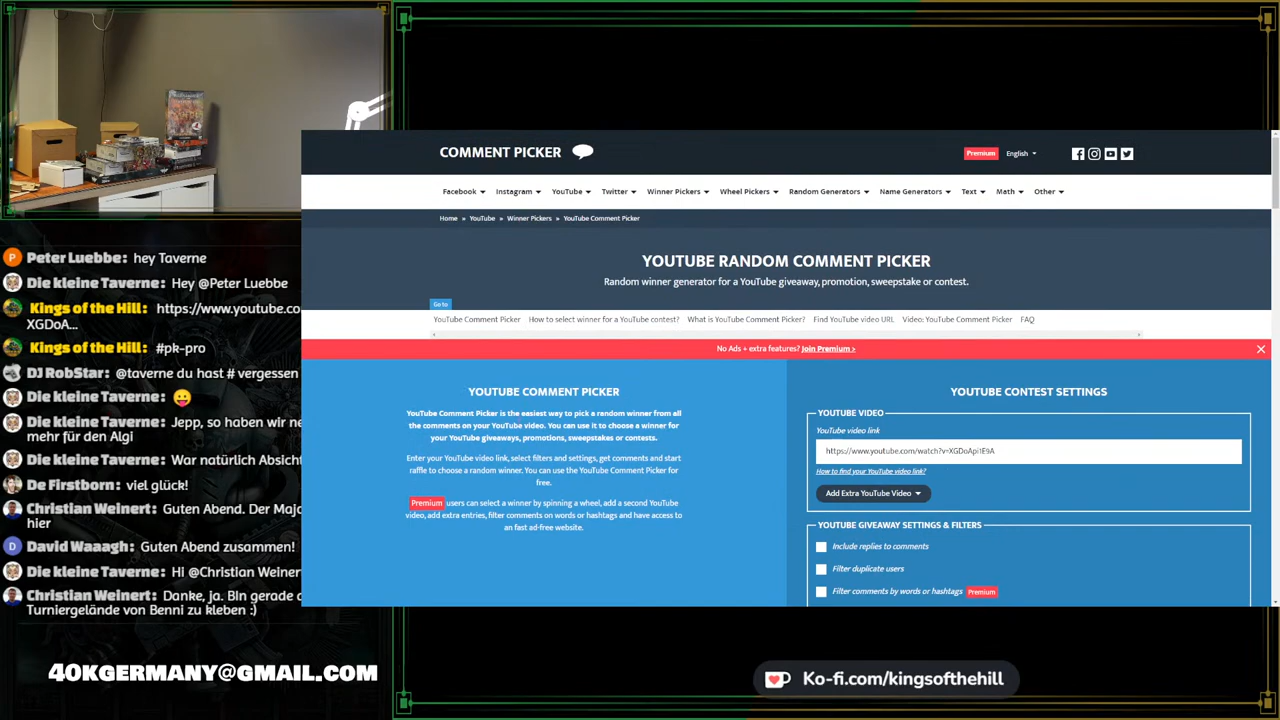 COMMENT PICKER
Premium
English
Facebook
Instagram
YouTube
Twitter
Winner Pickers
Wheel Pickers
Random Generators
Name Generators
Text
Math
Other
Home » YouTube » Winner Pickers » YouTube Comment Picker
YOUTUBE RANDOM COMMENT PICKER
Random winner generator for a YouTube giveaway, promotion, sweepstake or contest.
Go to
YouTube Comment Picker
How to select winner for a YouTube contest?
What is YouTube Comment Picker?
Find YouTube video URL
Video: YouTube Comment Picker
FAQ
No Ads + extra features? Join Premium >
YOUTUBE COMMENT PICKER
YouTube Comment Picker is the easiest way to pick a random winner from all
the comments on your YouTube video. You can use it to choose a winner for
your YouTube giveaways, promotions, sweepstakes or contests.
Enter your YouTube video link, select filters and settings, get comments and start
raffle to choose a random winner. You can use the YouTube Comment Picker for
free.
Premium users can select a winner by spinning a wheel, add a second YouTube
video, add extra entries, filter comments on words or hashtags and have access to
an fast ad-free website.
YOUTUBE CONTEST SETTINGS
YOUTUBE VIDEO
YouTube video link
https://www.youtube.com/watch?v=
How to find your YouTube video link?
Add Extra YouTube Video
YOUTUBE GIVEAWAY SETTINGS & FILTERS
Include replies to comments
Filter duplicate users
Filter comments by words or hashtags Premium
P Peter Luebbe: hey Taverne
Die kleine Taverne: Hey @Peter Luebbe
Kings of the Hill: https://www.youtube.co
XGDoA...
Kings of the Hill: #pk-pro
DJ RobStar: @taverne du hast # vergessen
Die kleine Taverne:
Die kleine Taverne: Jepp, so haben wir ne
mehr für den Algi
Die kleine Taverne: War natürlich Absich
De Firstborn: viel glück!
Christian Weinert: Guten Abend. Der Majo
hier
D David Waaagh: Guten Abend zusammen!
Die kleine Taverne: Hi @Christian Weiner
Christian Weinert: Danke, ja. BIn gerade d
Turniergelände von Benni zu kleben :)
40KGERMANY@GMAIL.COM
Ko-fi.com/kingsofthehill